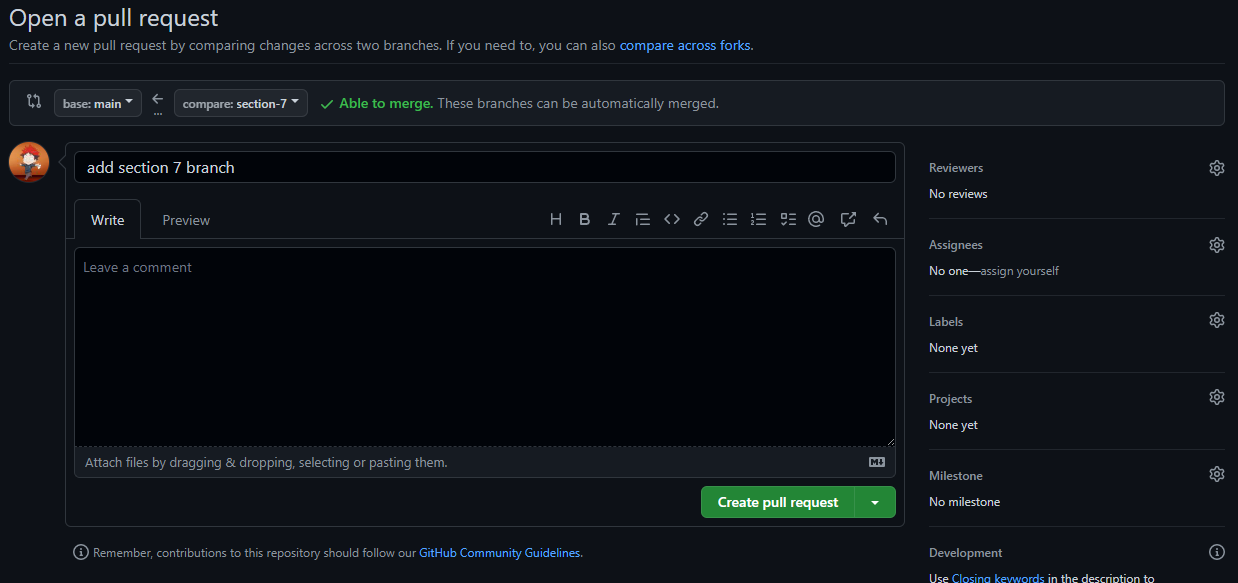 Open a pull request
Create a new pull request by comparing changes across two branches. If you need to, you can also compare across forks.
base: main
compare: section-7
Able to merge. These branches can be automatically merged.
add section 7 branch
Write
Preview
Leave a comment
Attach files by dragging & dropping, selecting or pasting them.
Create pull request
Remember, contributions to this repository should follow our GitHub Community Guidelines.
Reviewers
No reviews
Assignees
No one—assign yourself
Labels
None yet
Projects
None yet
Milestone
No milestone
Development
Use Closing keywords in the description to